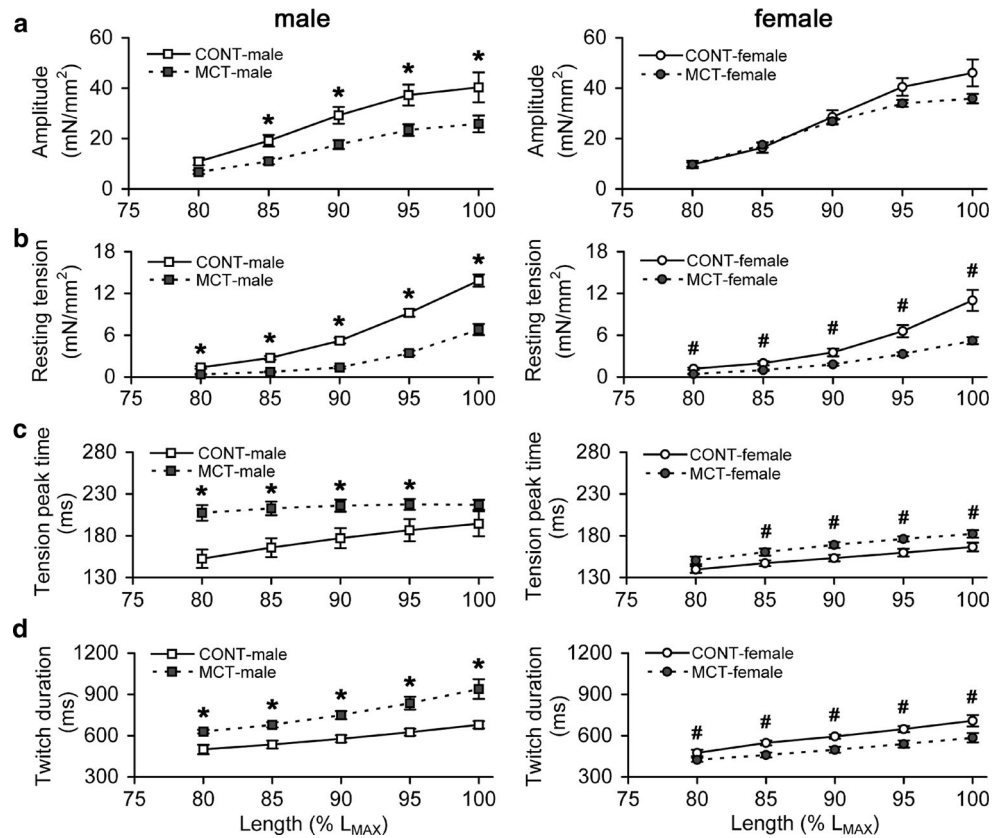 male
female
a
Amplitude
(mN/mm²)
60
40
20
0
CONT-male
MCT-male
*
*
*
*
75
80
85
90
95
100
Amplitude
(mN/mm²)
60
40
20
0
CONT-female
MCT-female
75
80
85
90
95
100
b
Resting tension
(mN/mm²)
18
12
6
0
CONT-male
MCT-male
*
*
*
*
*
75
80
85
90
95
100
Resting tension
(mN/mm²)
18
12
6
0
CONT-female
MCT-female
#
#
#
#
#
75
80
85
90
95
100
c
Tension peak time
(ms)
280
230
180
130
CONT-male
MCT-male
*
*
*
*
75
80
85
90
95
100
Tension peak time
(ms)
280
230
180
130
CONT-female
MCT-female
#
#
#
#
75
80
85
90
95
100
d
Twitch duration
(ms)
1200
900
600
300
CONT-male
MCT-male
*
*
*
*
*
75
80
85
90
95
100
Length (% LMAX)
Twitch duration
(ms)
1200
900
600
300
CONT-female
MCT-female
#
#
#
#
#
75
80
85
90
95
100
Length (% LMAX)